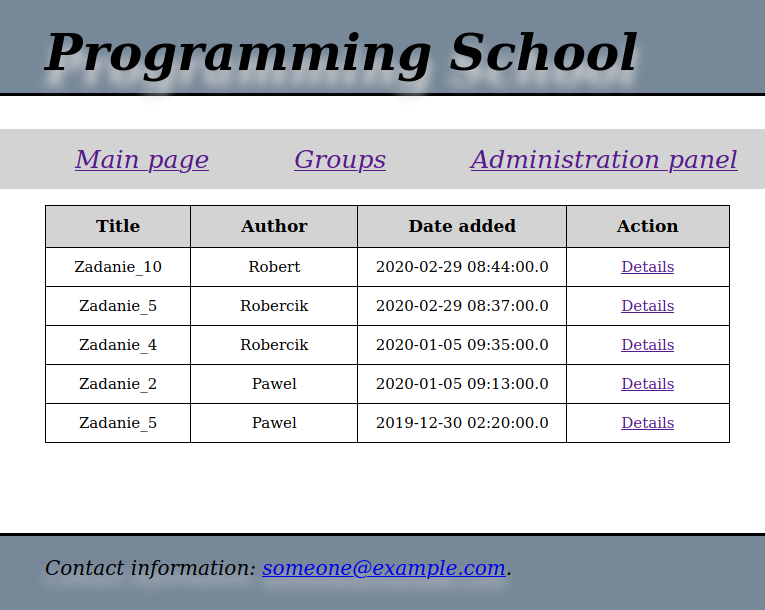 Programming School
Main page Groups Administration panel
Title Author Date added Action
Zadanie_10 Robert 2020-02-29 08:44:00.0 Details
Zadanie_5 Robercik 2020-02-29 08:37:00.0 Details
Zadanie_4 Robercik 2020-01-05 09:35:00.0 Details
Zadanie_2 Pawel 2020-01-05 09:13:00.0 Details
Zadanie_5 Pawel 2019-12-30 02:20:00.0 Details
Contact information: someone@example.com.